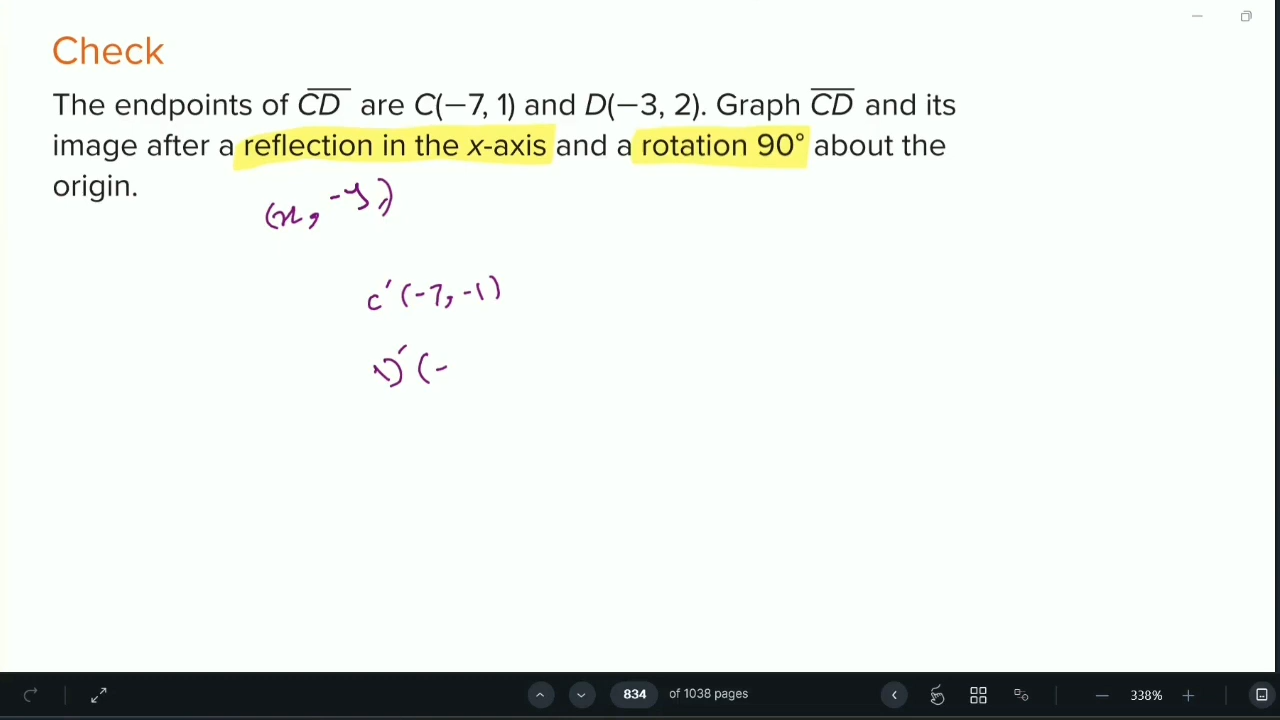 Check
The endpoints of CD are C(−7, 1) and D(−3, 2). Graph CD and its
image after a reflection in the x-axis and a rotation 90° about the
origin.
(x, -y)
C'(-7, -1)
D'(-
834 of 1038 pages
338%